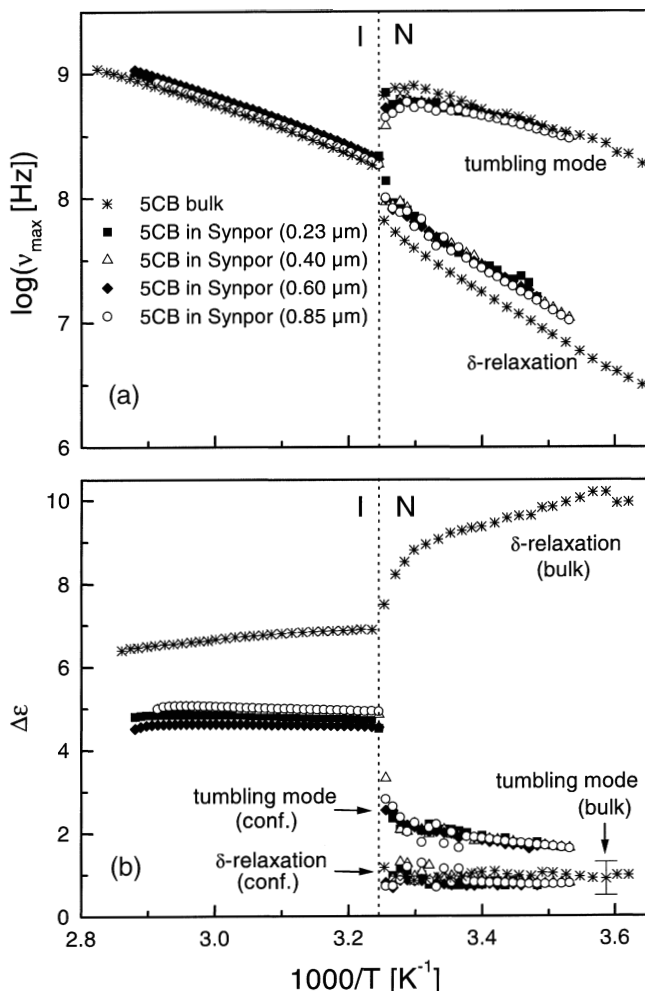 I N
9
log(ν_max [Hz])
8
tumbling mode
5CB bulk
5CB in Synpor (0.23 µm)
5CB in Synpor (0.40 µm)
5CB in Synpor (0.60 µm)
5CB in Synpor (0.85 µm)
7
δ-relaxation
(a)
6
I N
10
δ-relaxation
(bulk)
8
6
Δε
4
tumbling mode
(conf.)
tumbling mode
(bulk)
2
δ-relaxation
(conf.)
(b)
0
2.8 3.0 3.2 3.4 3.6
1000/T [K⁻¹]